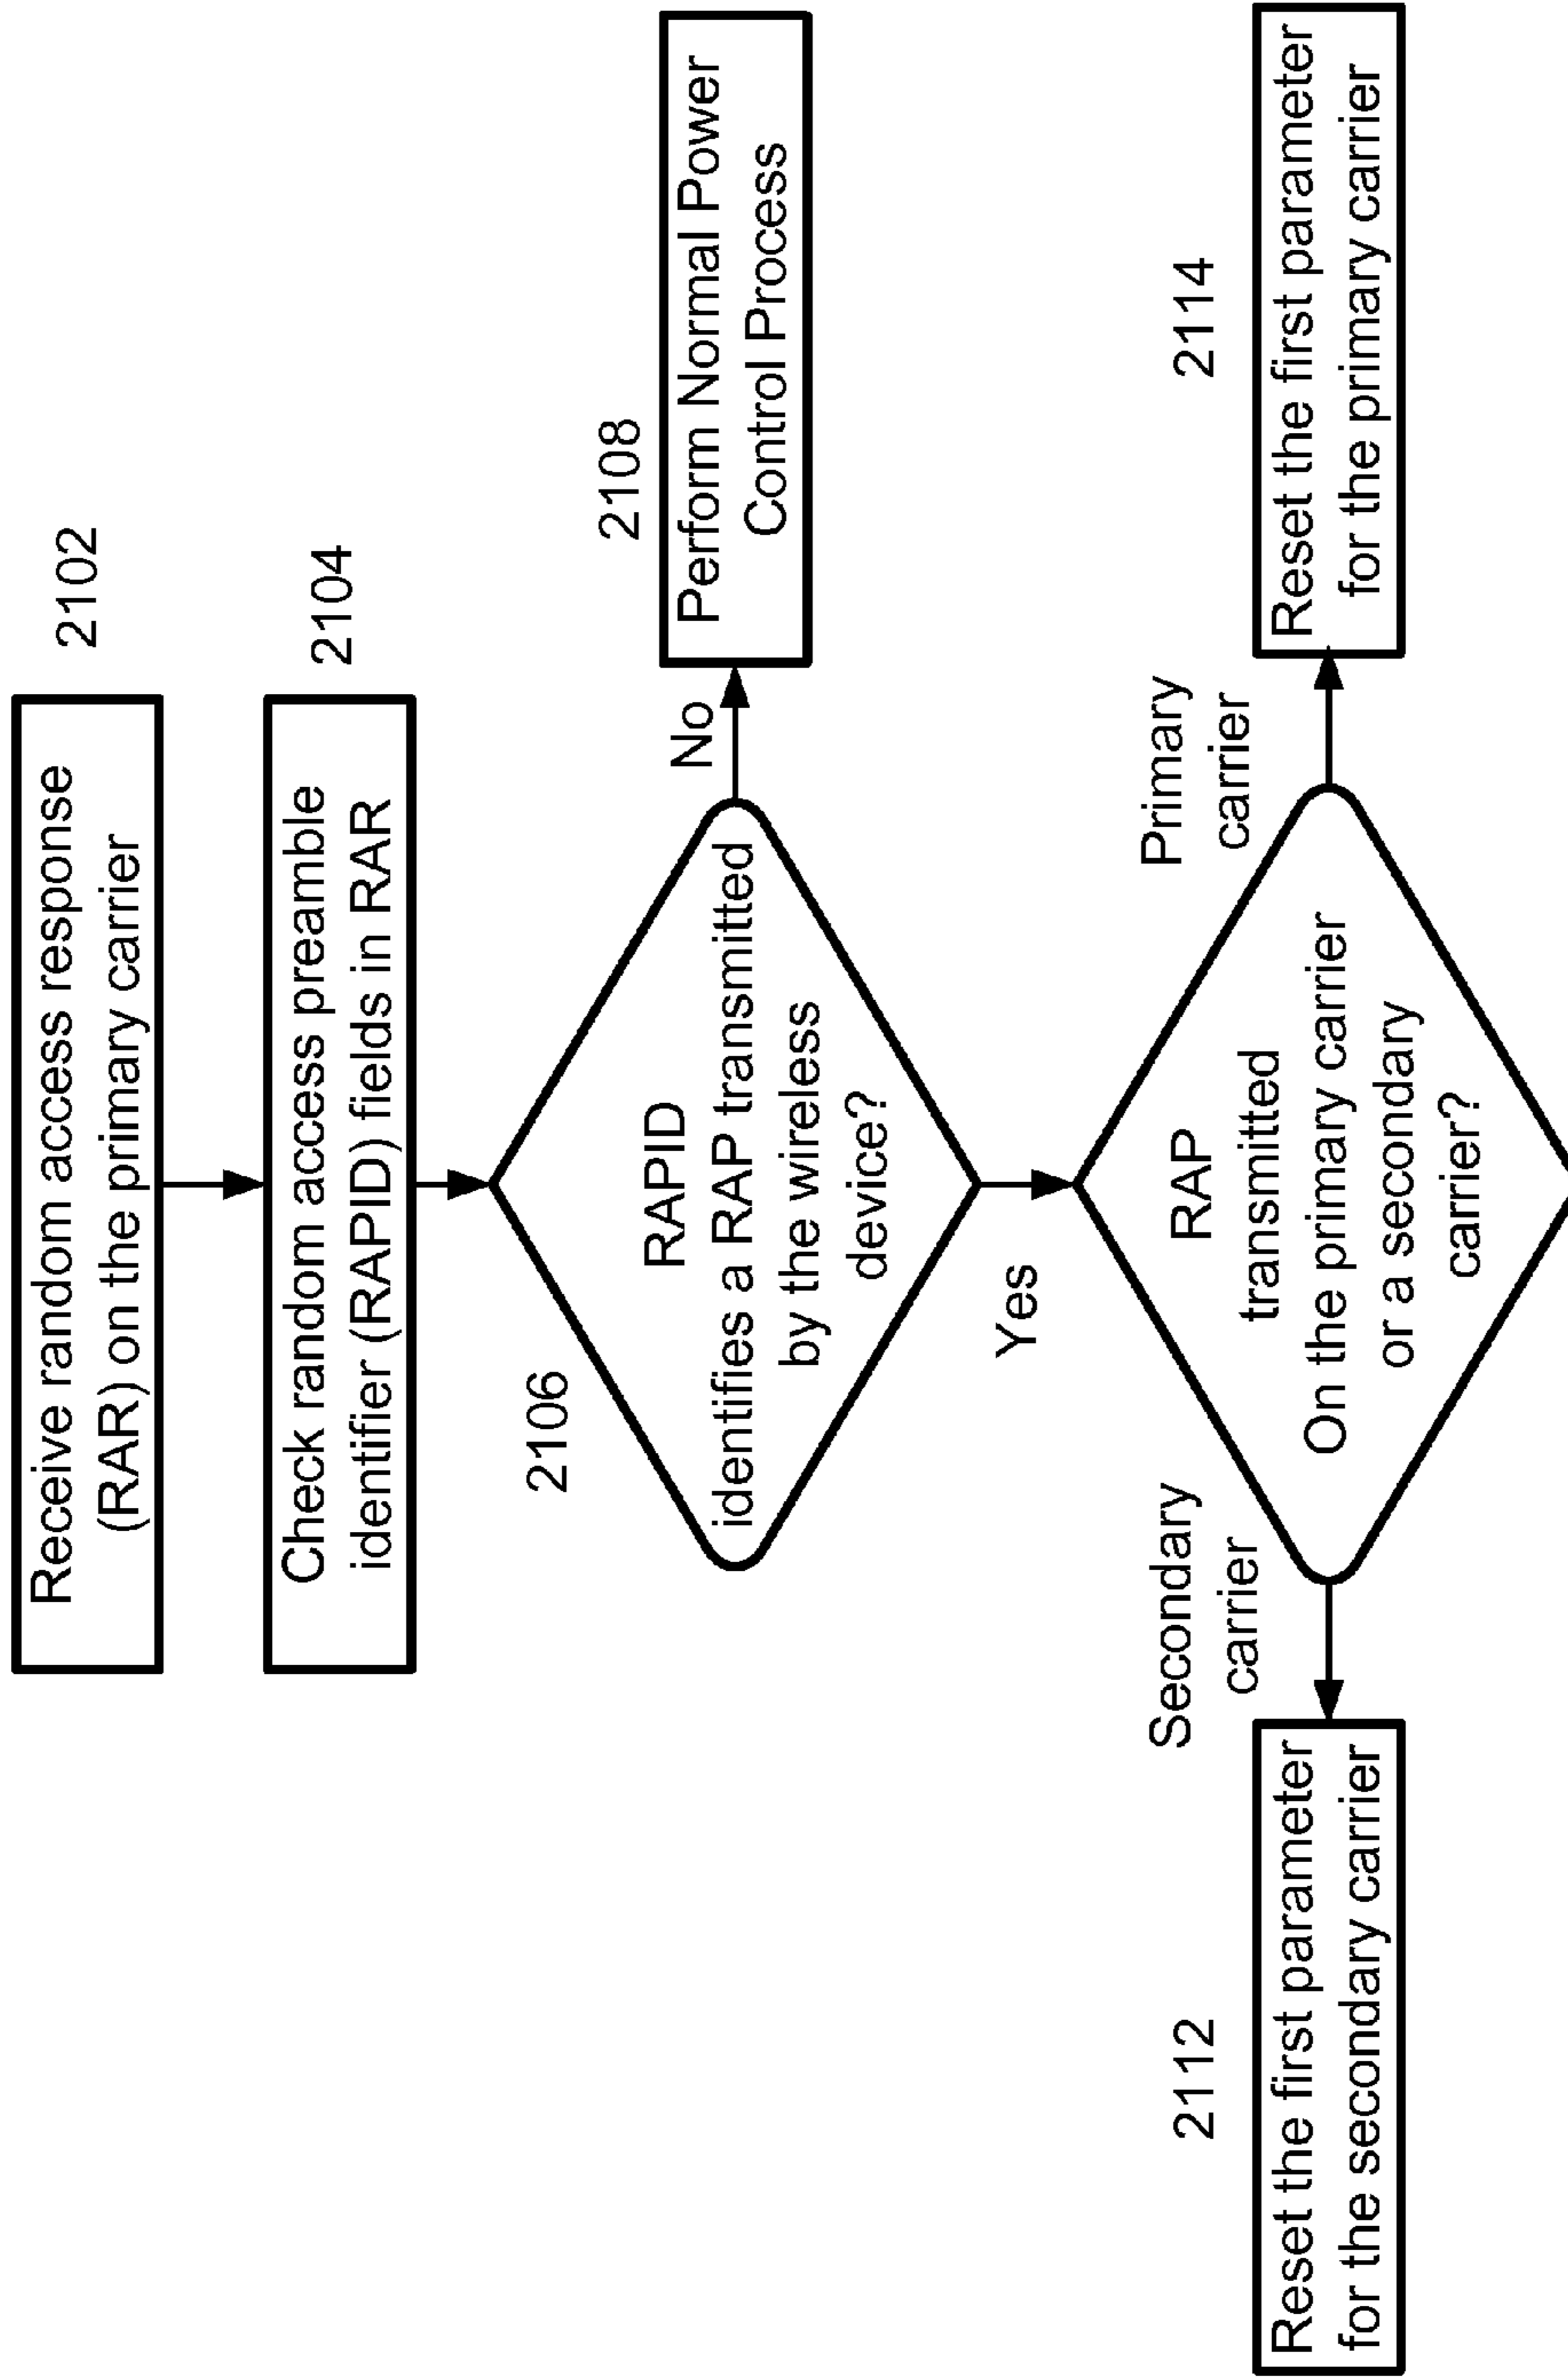 2102
Receive random access response
(RAR) on the primary carrier
2104
Check random access preamble
identifier (RAPID) fields in RAR
2106
RAPID
identifies a RAP transmitted
by the wireless
device?
No
2108
Perform Normal Power
Control Process
Yes
RAP
transmitted
On the primary carrier
or a secondary
carrier?
Secondary
carrier
Primary
carrier
2112
Reset the first parameter
for the secondary carrier
2114
Reset the first parameter
for the primary carrier